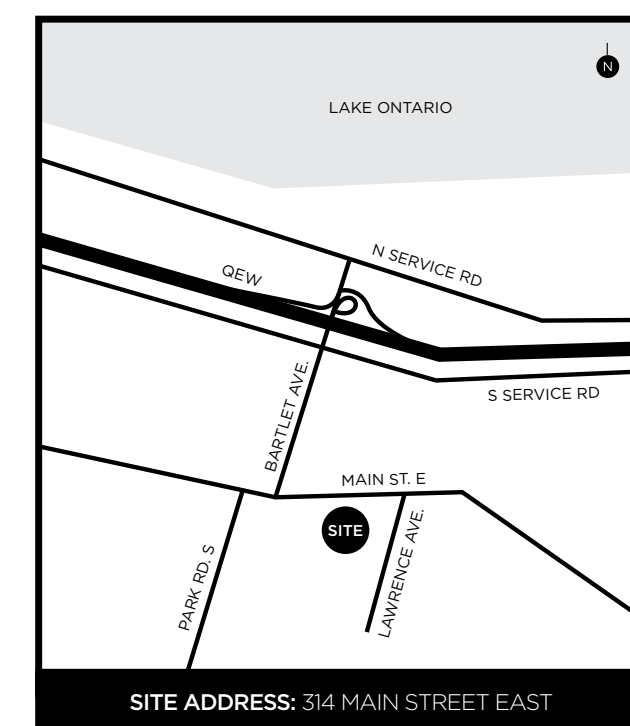 N
LAKE ONTARIO
N SERVICE RD
QEW
BARTLET AVE.
S SERVICE RD
MAIN ST. E
SITE
LAWRENCE AVE.
PARK RD. S
SITE ADDRESS: 314 MAIN STREET EAST